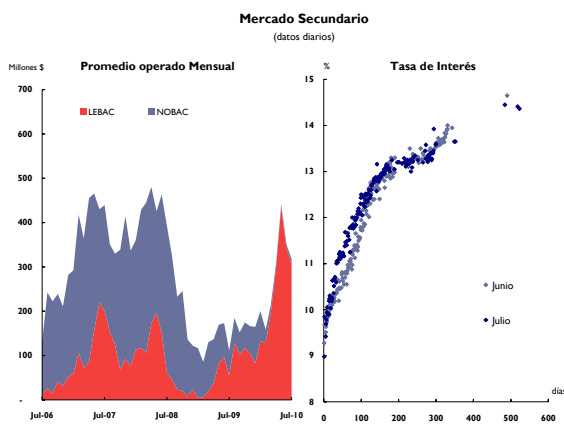 Mercado Secundario
(datos diarios)
Millones $
Promedio operado Mensual
700
600
500
400
300
200
100
-
LEBAC
NOBAC
Jul-06
Jul-07
Jul-08
Jul-09
Jul-10
%
Tasa de Interés
15
14
13
12
11
10
9
8
Junio
Julio
días
0
100
200
300
400
500
600